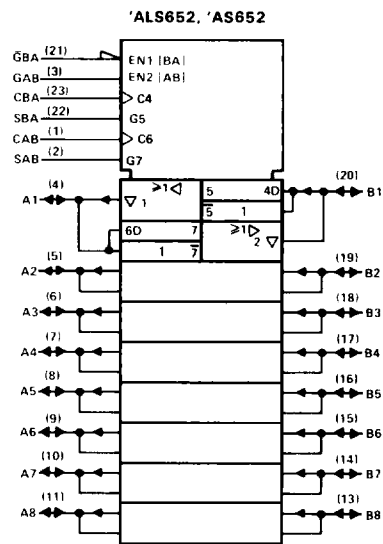 'ALS652, 'AS652
G̅BA (21) EN1 [BA]
GAB (3) EN2 [AB]
CBA (23) C4
SBA (22) G5
CAB (1) C6
SAB (2) G7
A1 (4) ≥1 ▽ 1 5 4D (20) B1
5̅ 1
6D 7 ≥1
1 7̅ 2 ▽
A2 (5) (19) B2
A3 (6) (18) B3
A4 (7) (17) B4
A5 (8) (16) B5
A6 (9) (15) B6
A7 (10) (14) B7
A8 (11) (13) B8